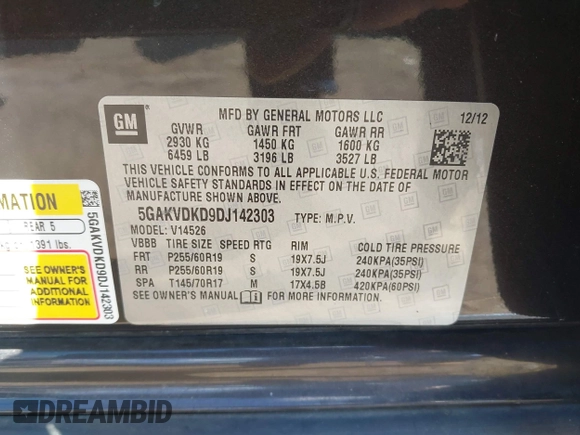 GM
MFD BY GENERAL MOTORS LLC 12/12
GVWR GAWR FRT GAWR RR
2930 KG 1450 KG 1600 KG
6459 LB 3196 LB 3527 LB
THIS VEHICLE CONFORMS TO ALL APPLICABLE U.S. FEDERAL MOTOR
VEHICLE SAFETY STANDARDS IN EFFECT ON THE DATE OF
MANUFACTURE SHOWN ABOVE.
5GAKVDKD9DJ142303 TYPE: M.P.V.
MODEL: V14526
VBBB TIRE SIZE SPEED RTG RIM COLD TIRE PRESSURE
FRT P255/60R19 S 19X7.5J 240KPA(35PSI)
RR P255/60R19 S 19X7.5J 240KPA(35PSI)
SPA T145/70R17 M 17X4.5B 420KPA(60PSI)
SEE OWNER'S MANUAL FOR MORE INFORMATION.
REAR 5
391 lbs.
SEE OWNER'S
MANUAL FOR
ADDITIONAL
INFORMATION
5GAKVDKD9DJ142303
DREAMBID